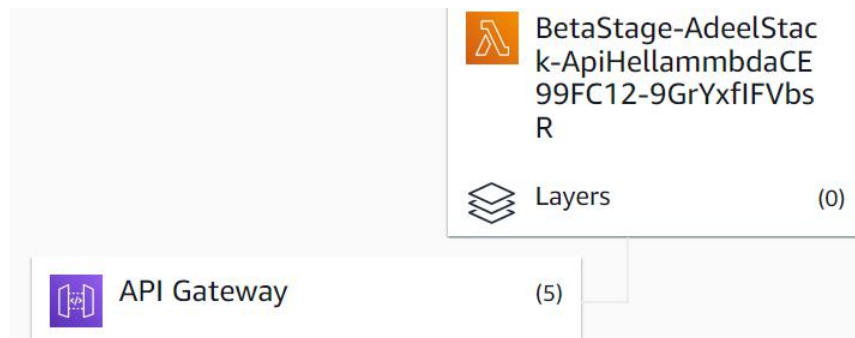 BetaStage-AdeelStac
k-ApiHellammbdaCE
99FC12-9GrYxfIFVbs
R
Layers (0)
API Gateway (5)